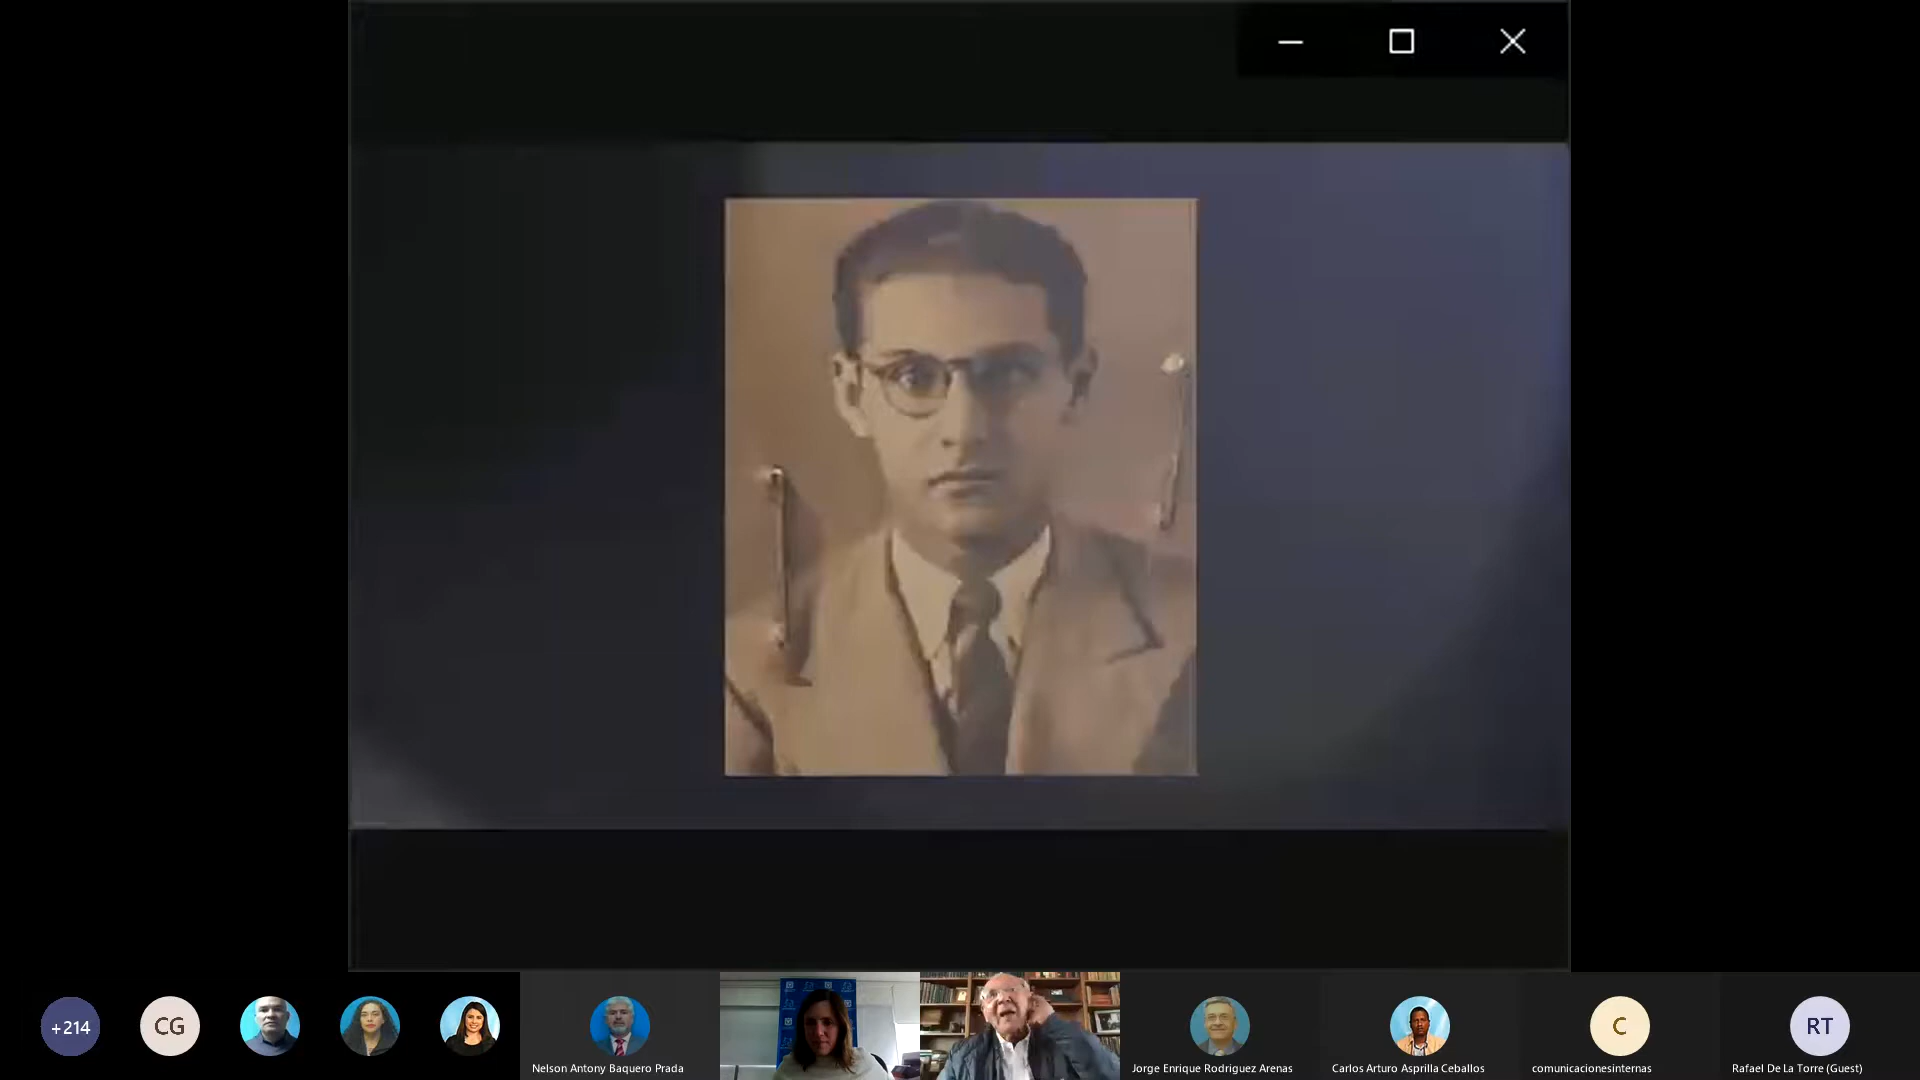 +214
CG
Nelson Antony Baquero Prada
Jorge Enrique Rodriguez Arenas
Carlos Arturo Asprilla Ceballos
C
comunicacionesinternas
RT
Rafael De La Torre (Guest)